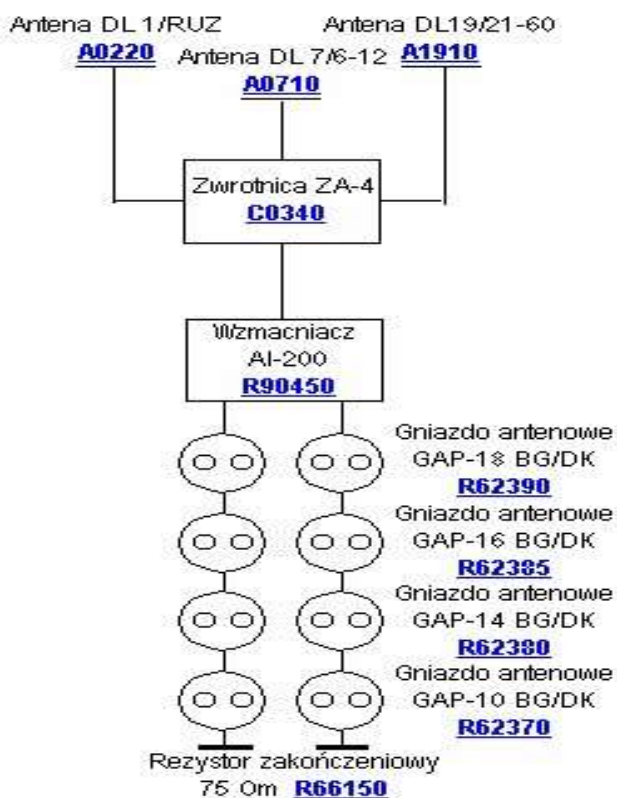 Antena DL 1/RUZ
A0220
Antena DL 7/6-12
A0710
Antena DL19/21-60
A1910
Zwrotnica ZA-4
C0340
Wzmacniacz
AI-200
R90450
Gniazdo antenowe
GAP-18 BG/DK
R62390
Gniazdo antenowe
GAP-16 BG/DK
R62385
Gniazdo antenowe
GAP-14 BG/DK
R62380
Gniazdo antenowe
GAP-10 BG/DK
R62370
Rezystor zakończeniowy
75 Om R66150